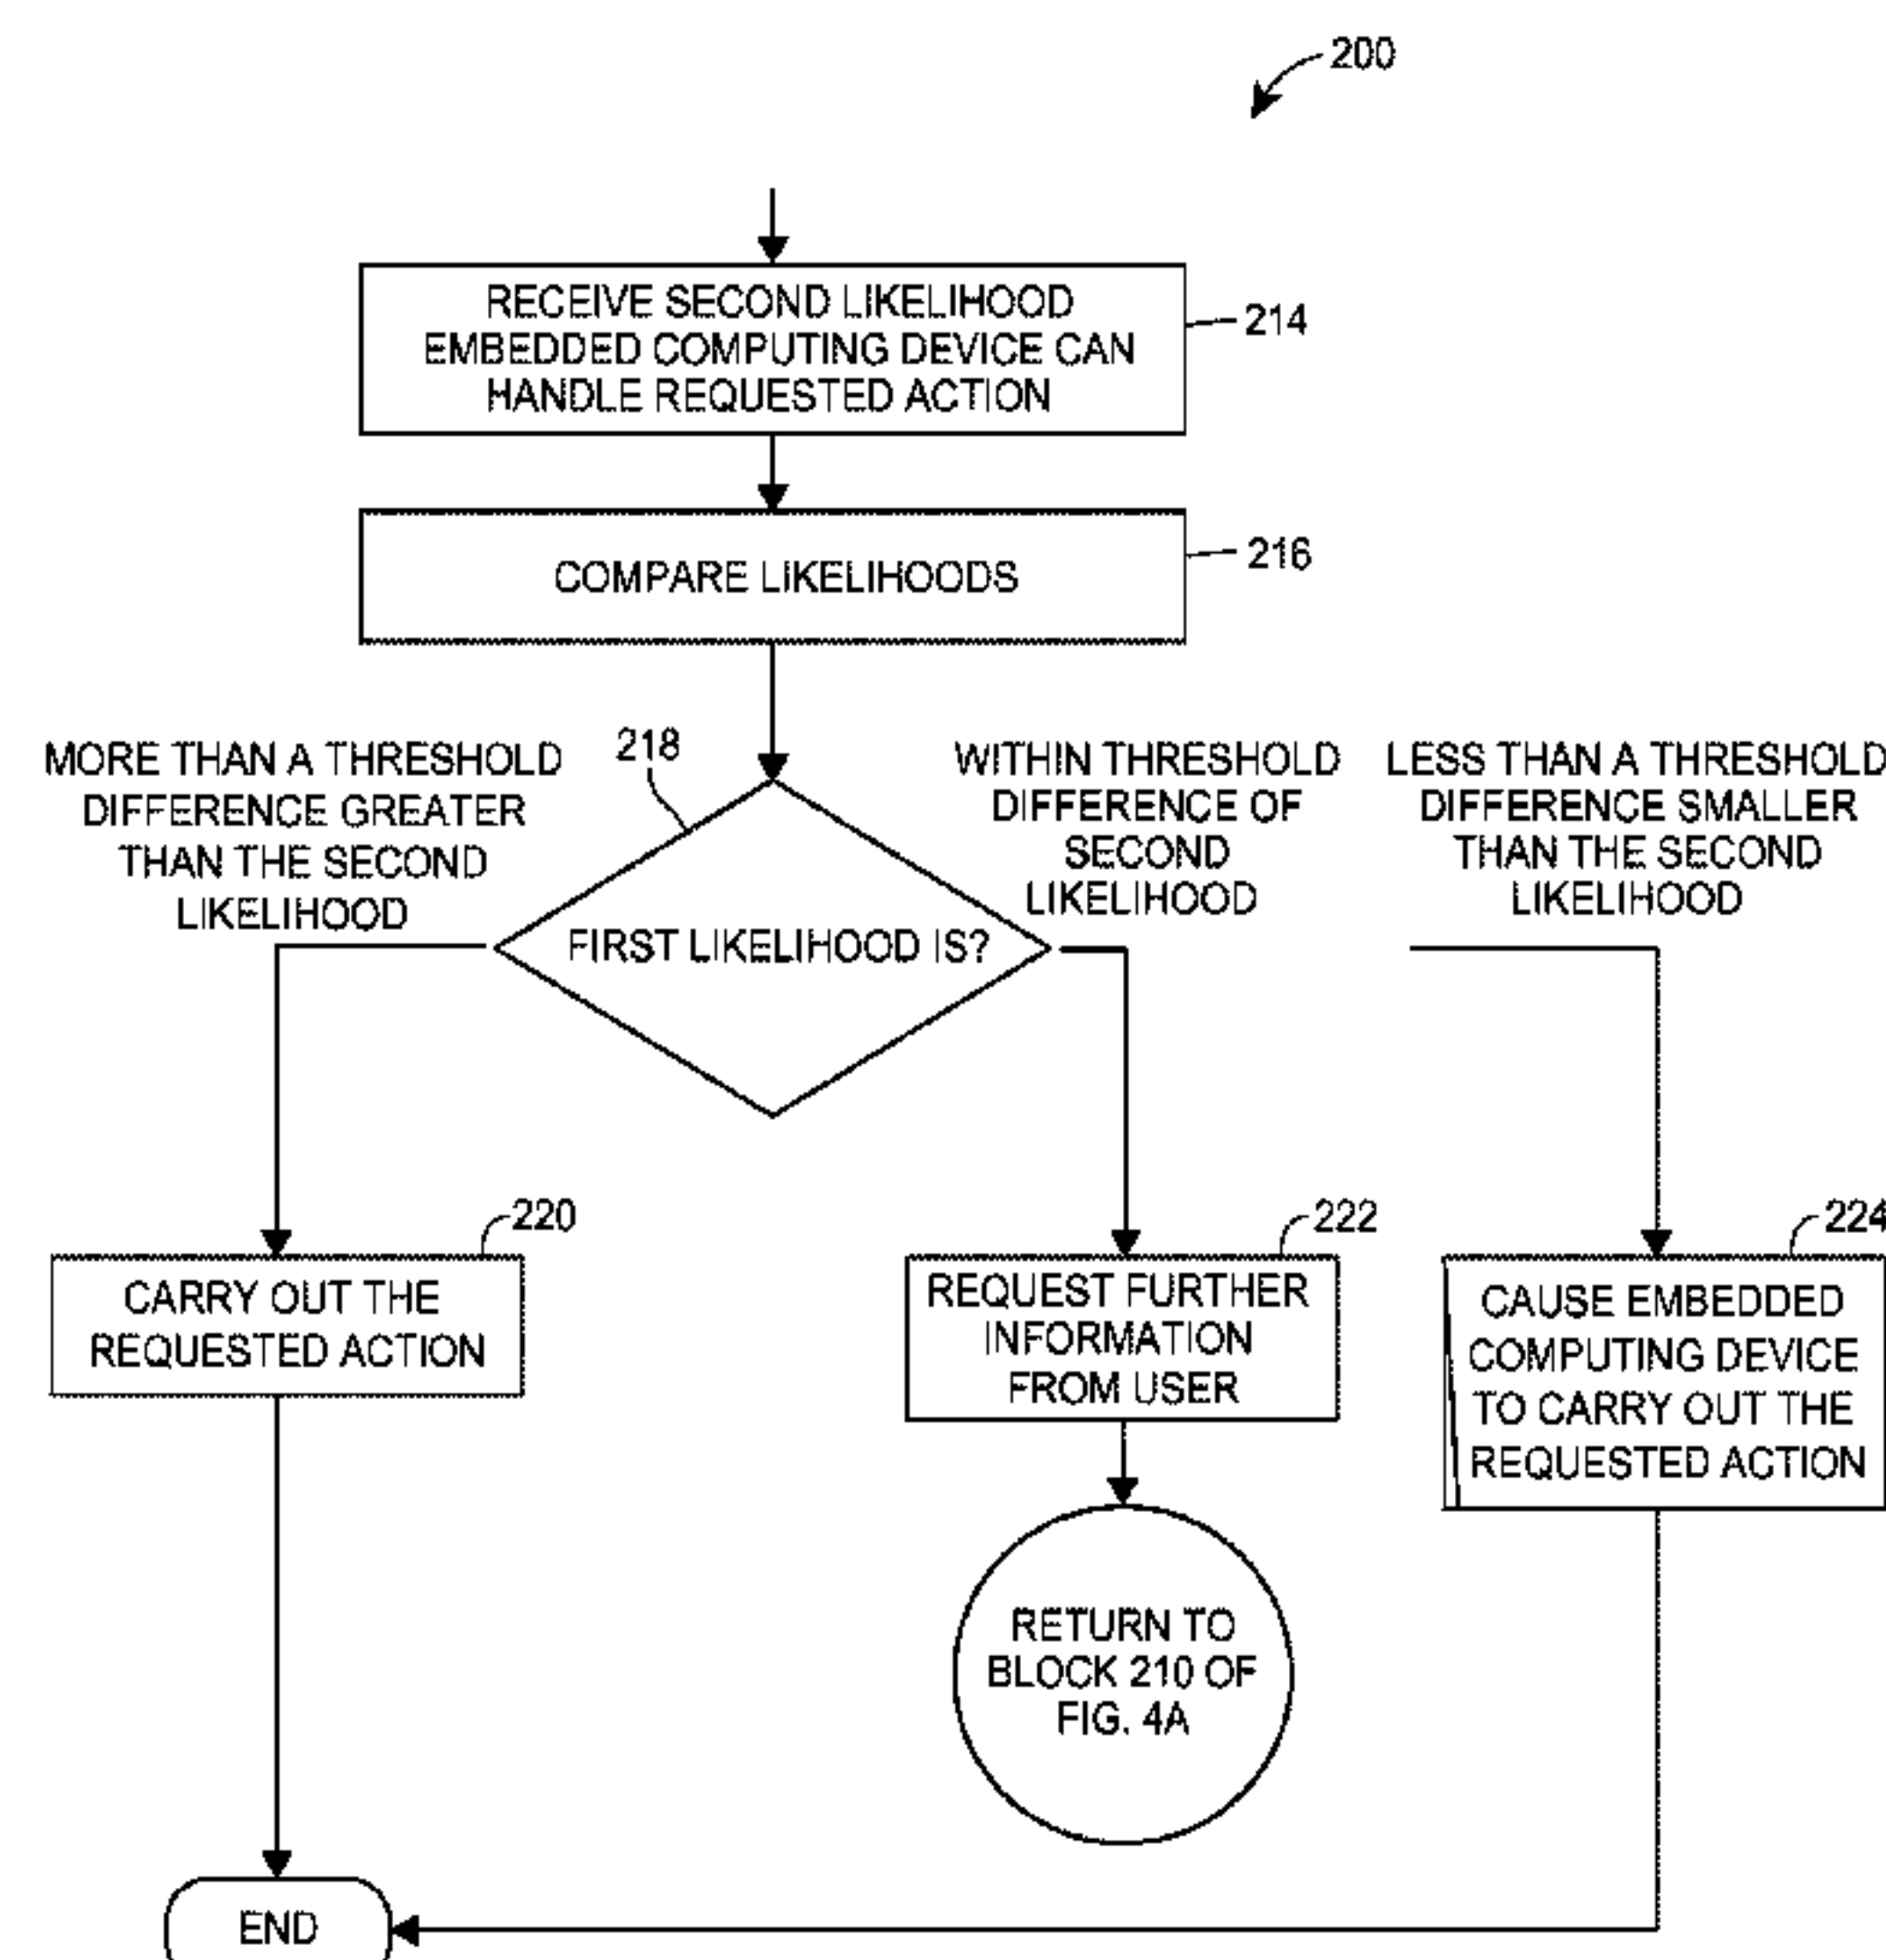 200
RECEIVE SECOND LIKELIHOOD
EMBEDDED COMPUTING DEVICE CAN
HANDLE REQUESTED ACTION
214
COMPARE LIKELIHOODS
216
MORE THAN A THRESHOLD
DIFFERENCE GREATER
THAN THE SECOND
LIKELIHOOD
218
WITHIN THRESHOLD
DIFFERENCE OF
SECOND
LIKELIHOOD
LESS THAN A THRESHOLD
DIFFERENCE SMALLER
THAN THE SECOND
LIKELIHOOD
FIRST LIKELIHOOD IS?
220
CARRY OUT THE
REQUESTED ACTION
222
REQUEST FURTHER
INFORMATION
FROM USER
224
CAUSE EMBEDDED
COMPUTING DEVICE
TO CARRY OUT THE
REQUESTED ACTION
RETURN TO
BLOCK 210 OF
FIG. 4A
END